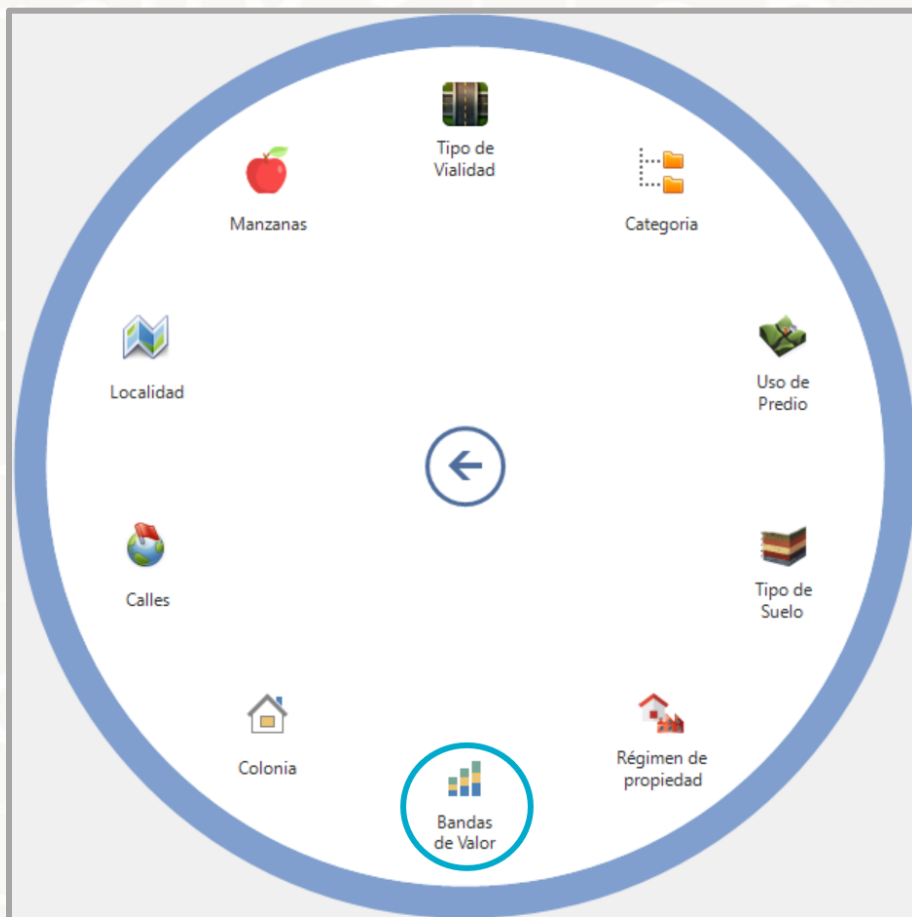 Tipo de
Vialidad
Manzanas
Categoria
Localidad
Uso de
Predio
Calles
Tipo de
Suelo
Colonia
Régimen de
propiedad
Bandas
de Valor